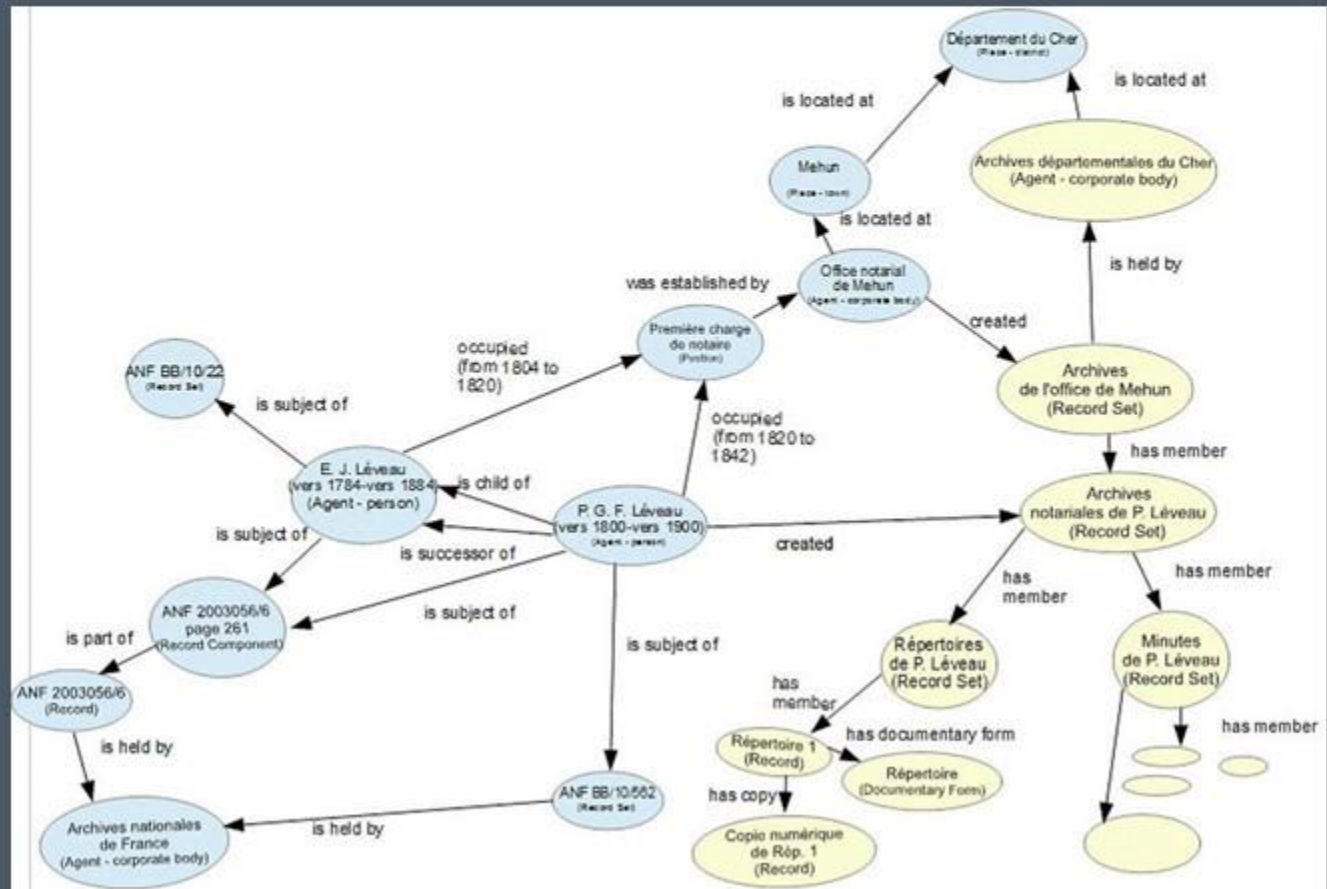 Département du Cher
(Place - district)
is located at
is located at
Archives départementales du Cher
(Agent - corporate body)
Mehun
(Place - town)
is located at
is held by
Office notarial
de Mehun
(Agent - corporate body)
was established by
created
Première charge
de notaire
(Position)
occupied
(from 1804 to
1820)
ANF BB/10/22
(Record Set)
is subject of
Archives
de l'office de Mehun
(Record Set)
occupied
(from 1820 to
1842)
has member
E. J. Léveau
(vers 1784-vers 1884)
(Agent - person)
is child of
P. G. F. Léveau
(vers 1800-vers 1900)
(Agent - person)
Archives
notariales de P. Léveau
(Record Set)
is subject of
is successor of
created
has
member
has member
ANF 2003056/6
page 261
(Record Component)
is subject of
is part of
is subject of
Répertoires
de P. Léveau
(Record Set)
Minutes
de P. Léveau
(Record Set)
ANF 2003056/6
(Record)
has
member
has member
is held by
Répertoire 1
(Record)
has documentary form
Répertoire
(Documentary Form)
ANF BB/10/562
(Record Set)
has copy
Archives nationales
de France
(Agent - corporate body)
is held by
Copie numérique
de Rép. 1
(Record)